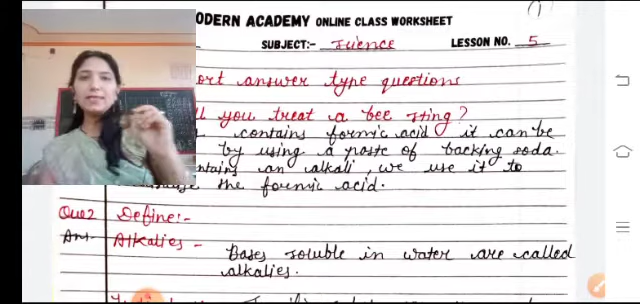 ODERN ACADEMY ONLINE CLASS WORKSHEET
SUBJECT:- Science LESSON NO. 5
ort answer type questions
ll you treat a bee sting?
contains formic acid it can be
by using a paste of backing soda.
ntains an alkali, we use it to
the formic acid.
Que2 Define:-
Ans- Alkalies - Bases soluble in water are called
alkalies.